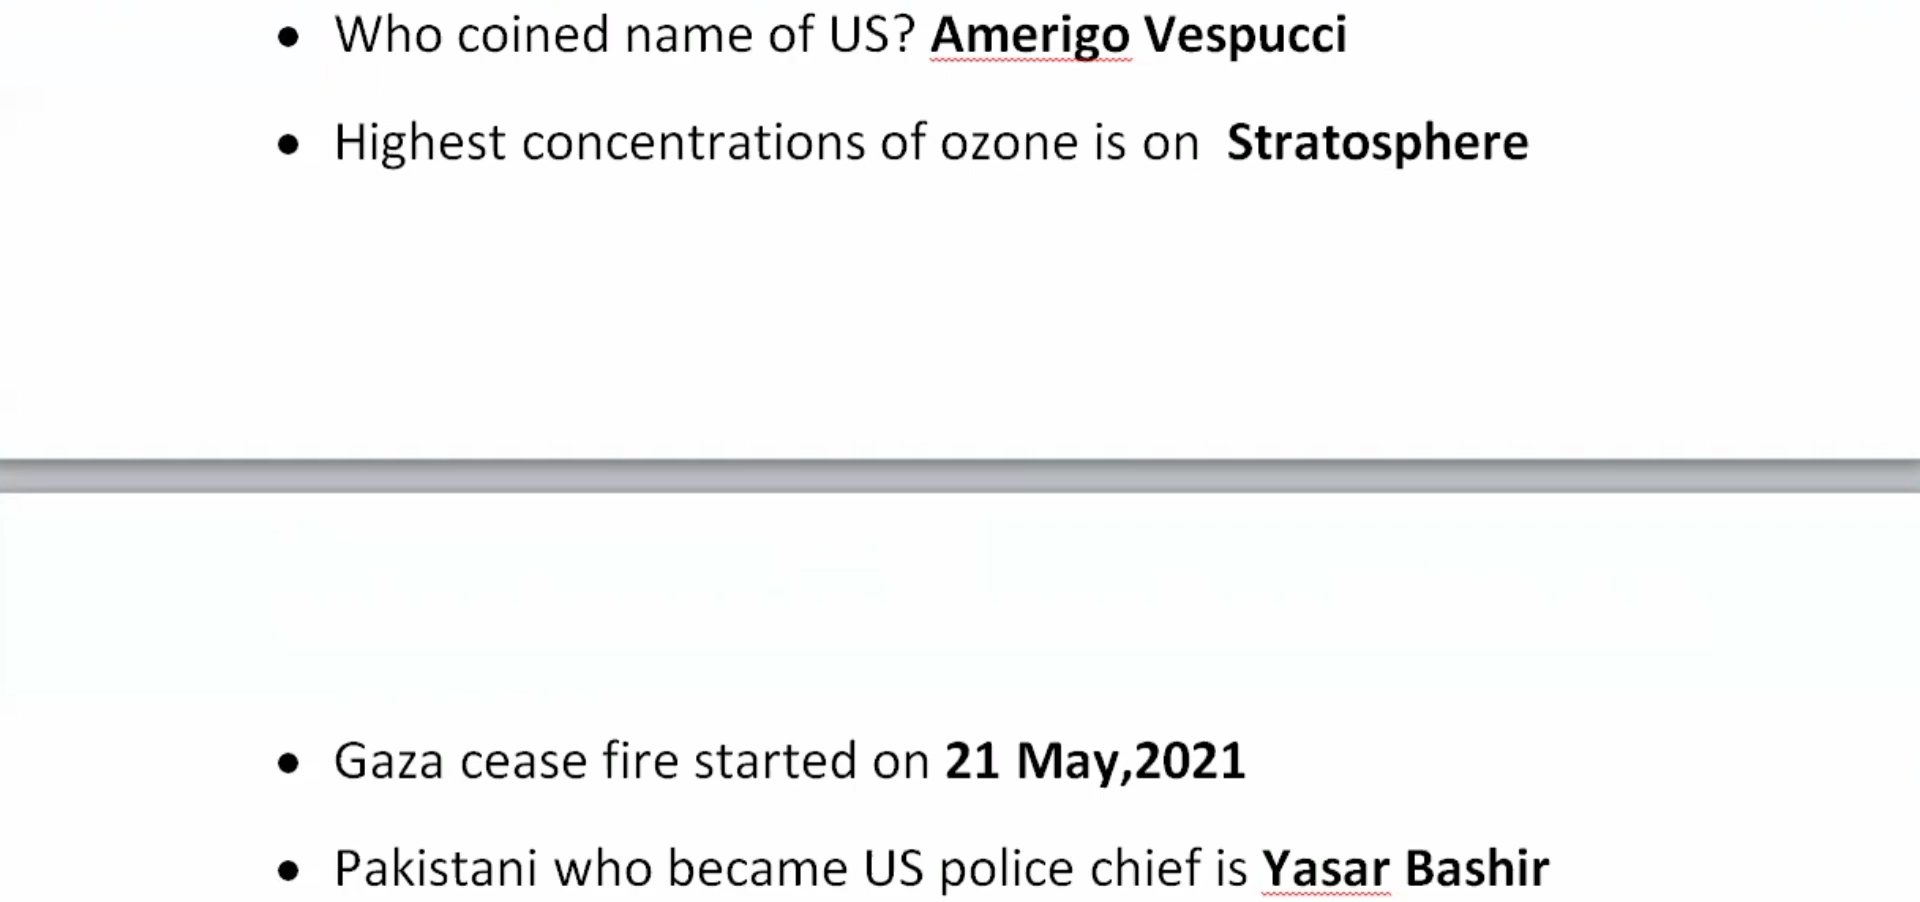 • Who coined name of US? Amerigo Vespucci
• Highest concentrations of ozone is on Stratosphere
• Gaza cease fire started on 21 May,2021
• Pakistani who became US police chief is Yasar Bashir